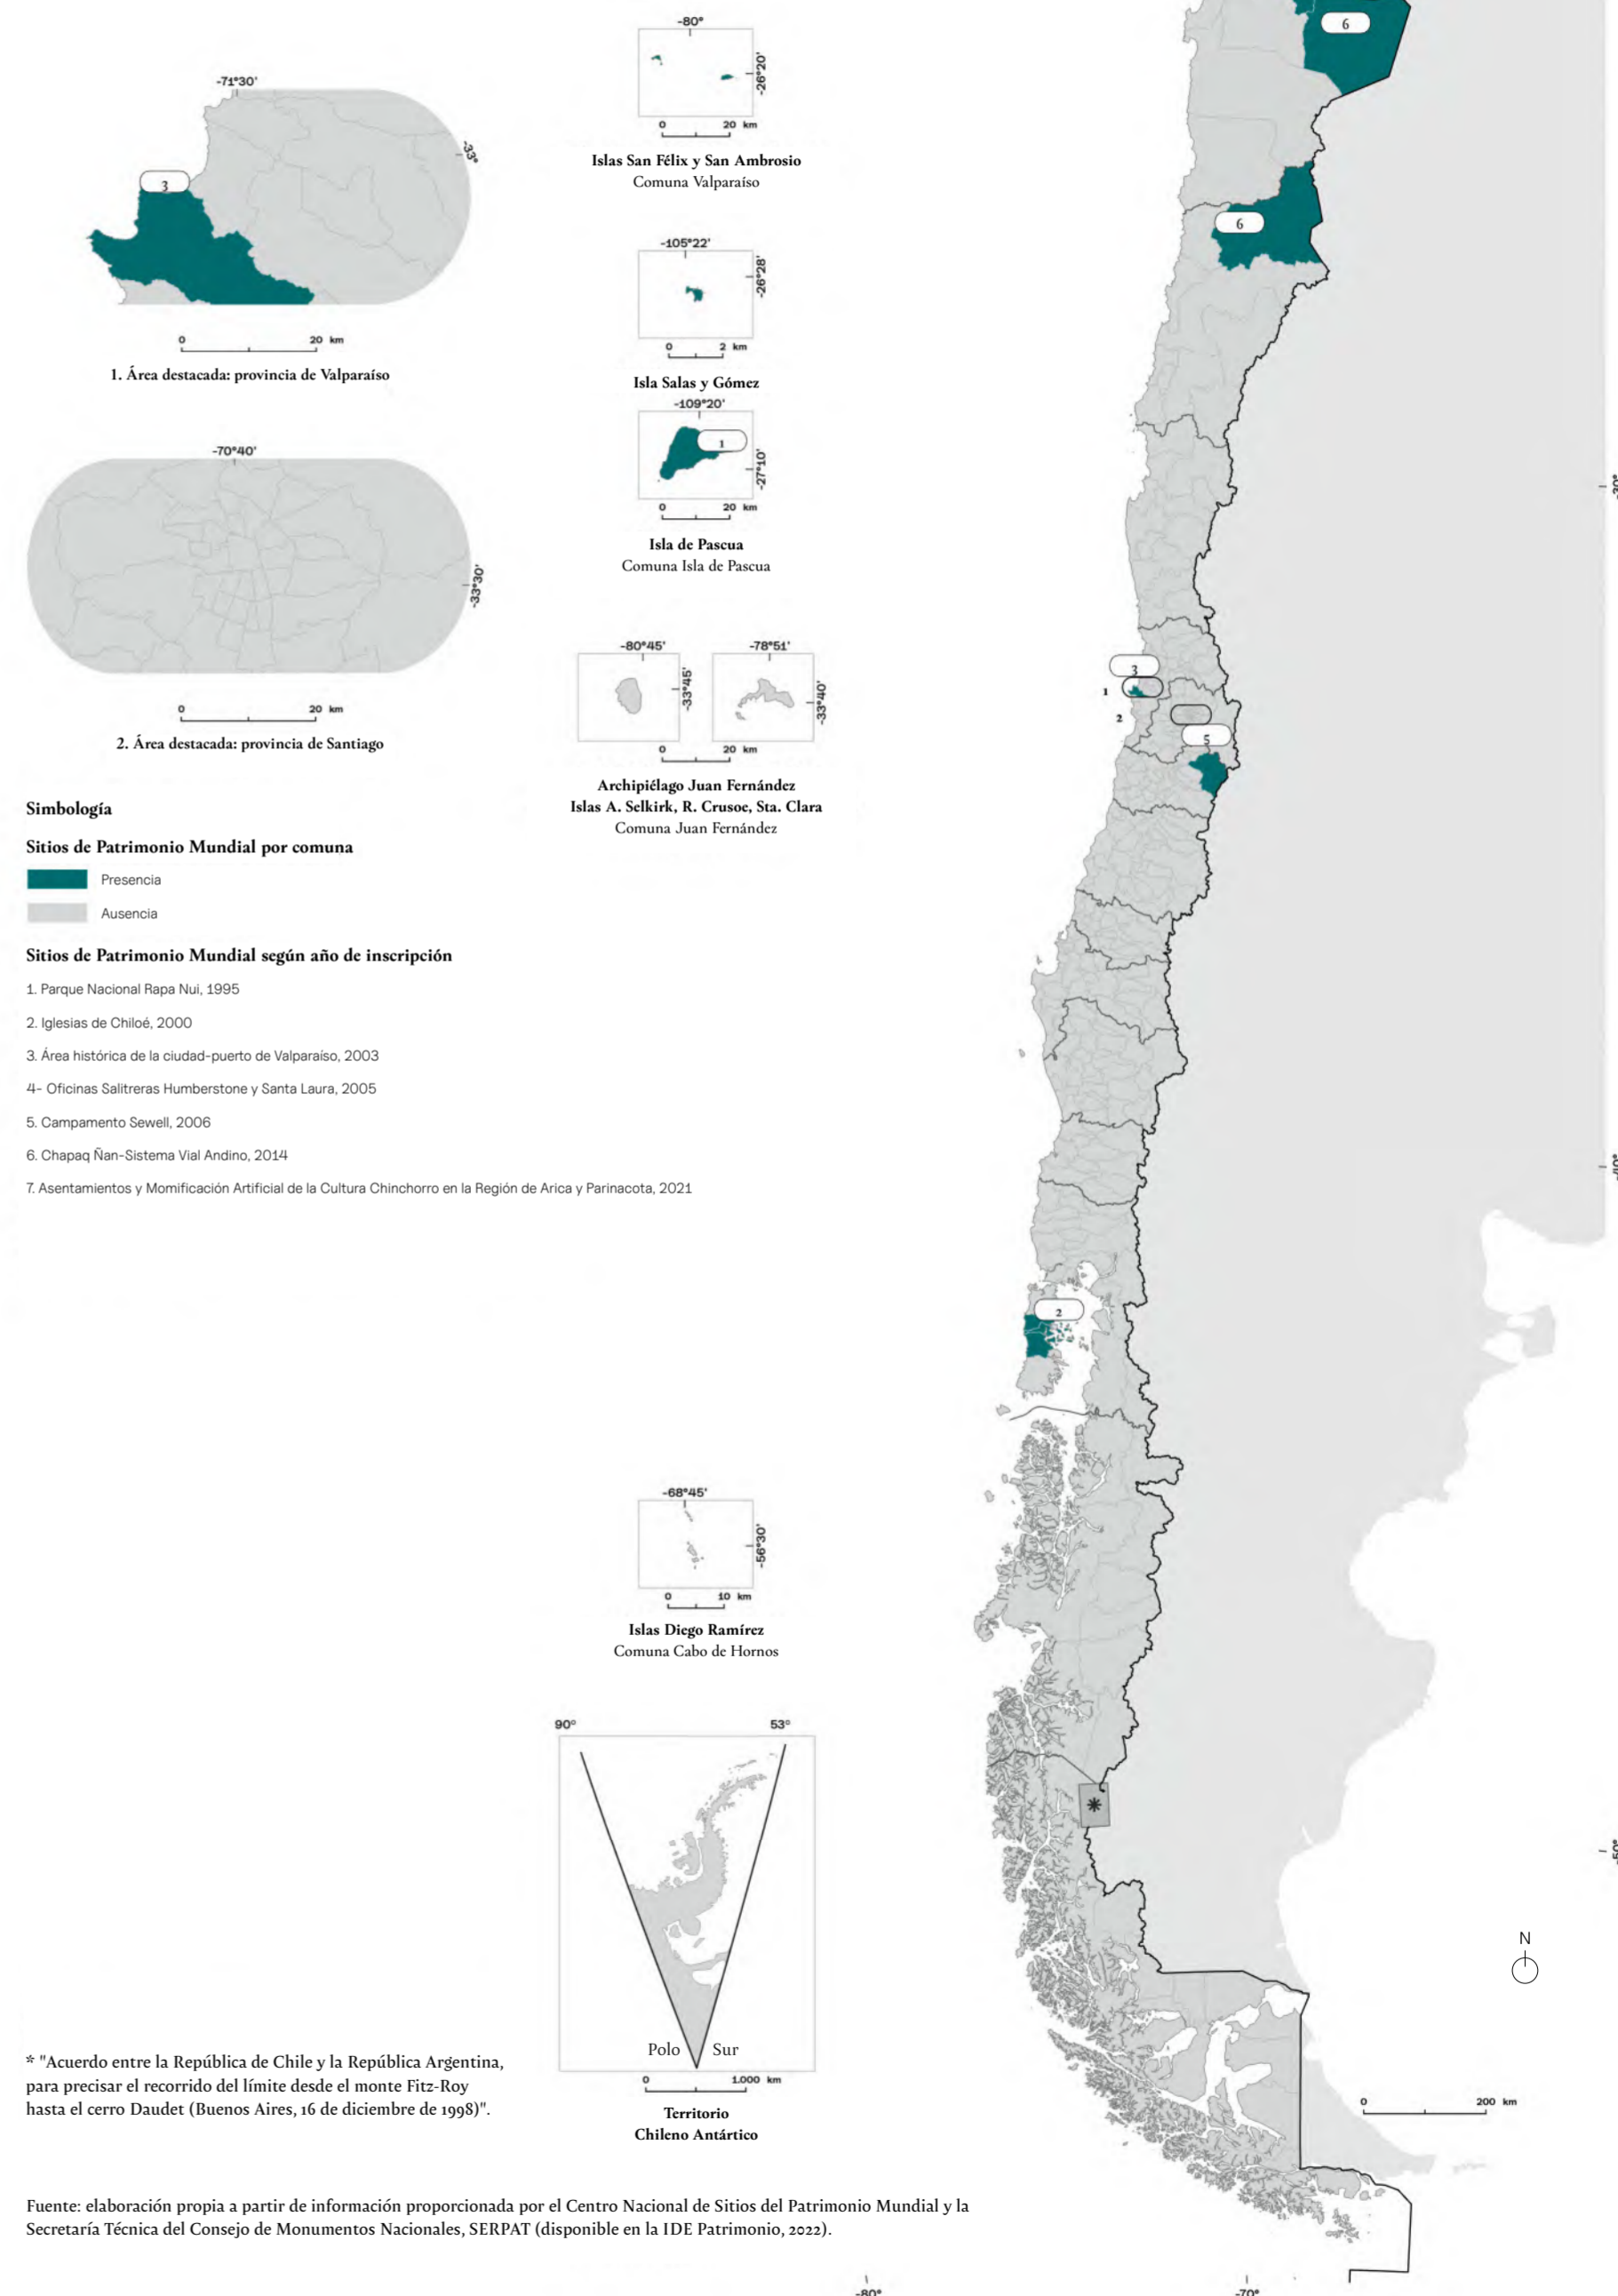 -71°30'
-33°
3
0 20 km
1. Área destacada: provincia de Valparaíso
-70°40'
-33°30'
0 20 km
2. Área destacada: provincia de Santiago
Simbología
Sitios de Patrimonio Mundial por comuna
Presencia
Ausencia
Sitios de Patrimonio Mundial según año de inscripción
1. Parque Nacional Rapa Nui, 1995
2. Iglesias de Chiloé, 2000
3. Área histórica de la ciudad-puerto de Valparaíso, 2003
4- Oficinas Salitreras Humberstone y Santa Laura, 2005
5. Campamento Sewell, 2006
6. Chapaq Ñan-Sistema Vial Andino, 2014
7. Asentamientos y Momificación Artificial de la Cultura Chinchorro en la Región de Arica y Parinacota, 2021
-80°
-26°20'
0 20 km
Islas San Félix y San Ambrosio
Comuna Valparaíso
-105°22'
-26°28'
0 2 km
Isla Salas y Gómez
-109°20'
1
-27°10'
0 20 km
Isla de Pascua
Comuna Isla de Pascua
-80°45'
-33°45'
-78°51'
-33°40'
0 20 km
Archipiélago Juan Fernández
Islas A. Selkirk, R. Crusoe, Sta. Clara
Comuna Juan Fernández
-68°45'
-56°30'
0 10 km
Islas Diego Ramírez
Comuna Cabo de Hornos
90°
53°
Polo Sur
0 1.000 km
Territorio
Chileno Antártico
6
6
3
1
2
5
2
*
N
0 200 km
-80°
-70°
* "Acuerdo entre la República de Chile y la República Argentina,
para precisar el recorrido del límite desde el monte Fitz-Roy
hasta el cerro Daudet (Buenos Aires, 16 de diciembre de 1998)".
Fuente: elaboración propia a partir de información proporcionada por el Centro Nacional de Sitios del Patrimonio Mundial y la
Secretaría Técnica del Consejo de Monumentos Nacionales, SERPAT (disponible en la IDE Patrimonio, 2022).